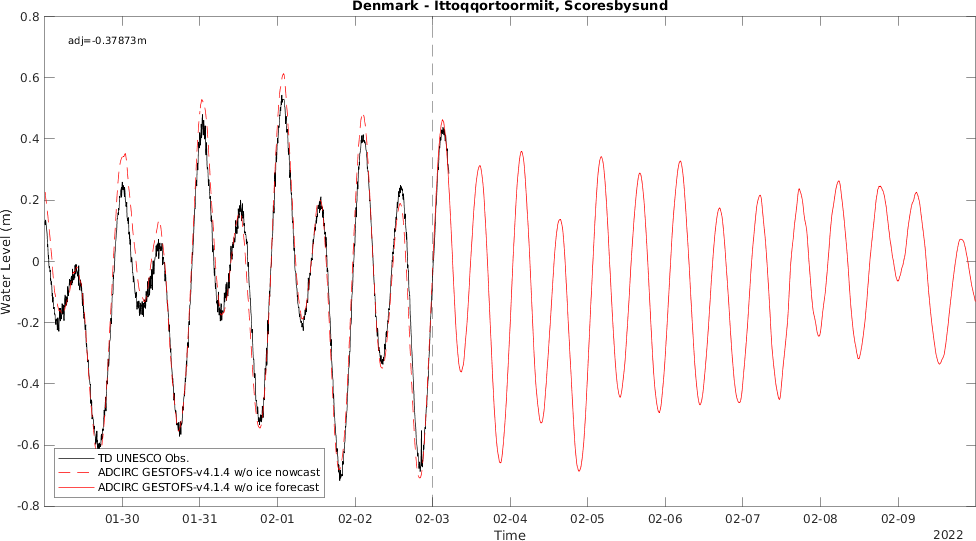 Denmark - Ittoqqortoormiit, Scoresbysund
adj=-0.37873m
0.8
0.6
0.4
0.2
0
-0.2
-0.4
-0.6
-0.8
Water Level (m)
TD UNESCO Obs.
ADCIRC GESTOFS-v4.1.4 w/o ice nowcast
ADCIRC GESTOFS-v4.1.4 w/o ice forecast
01-30 01-31 02-01 02-02 02-03 02-04 02-05 02-06 02-07 02-08 02-09
Time
2022